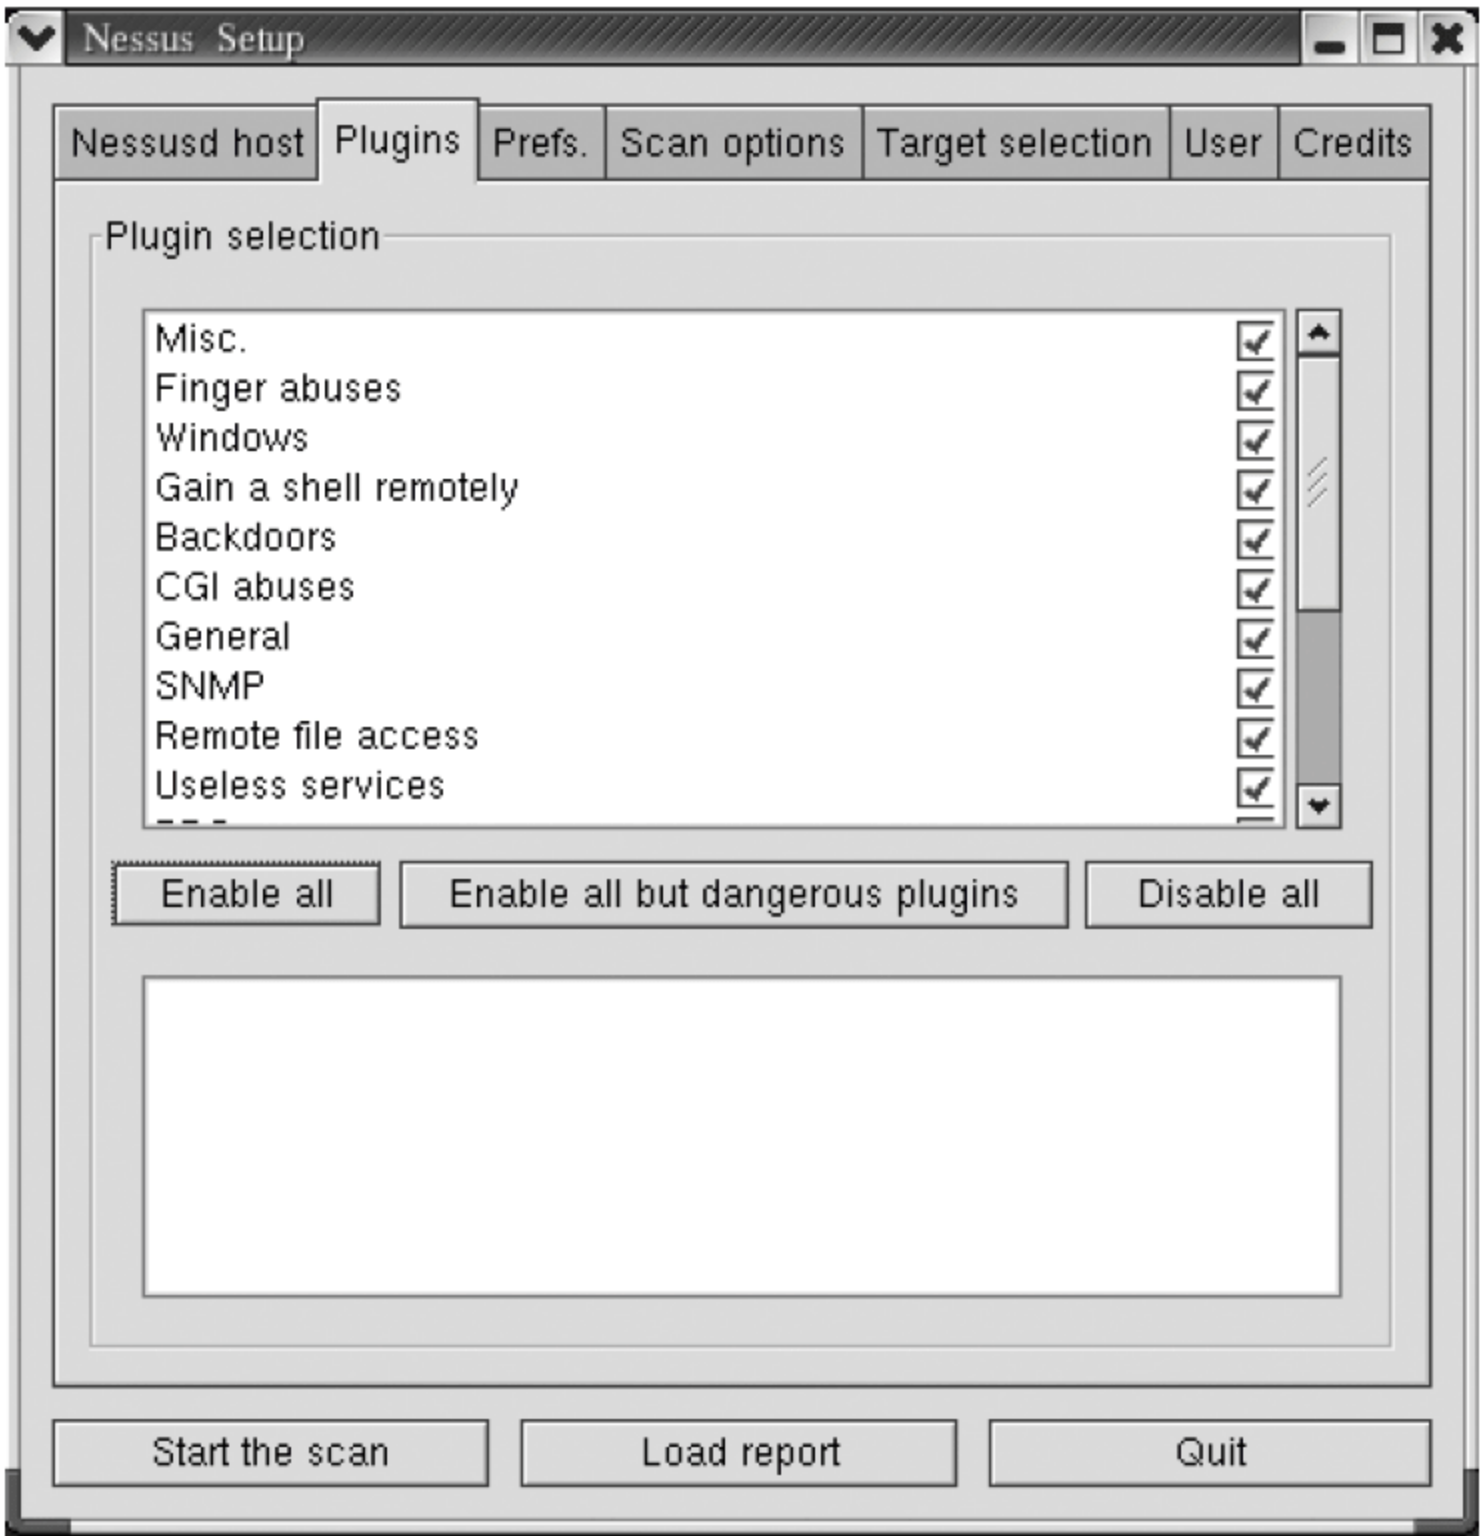 Nessus Setup
Nessusd host Plugins Prefs. Scan options Target selection User Credits
Plugin selection
Misc.
Finger abuses
Windows
Gain a shell remotely
Backdoors
CGI abuses
General
SNMP
Remote file access
Useless services
Enable all Enable all but dangerous plugins Disable all
Start the scan Load report Quit